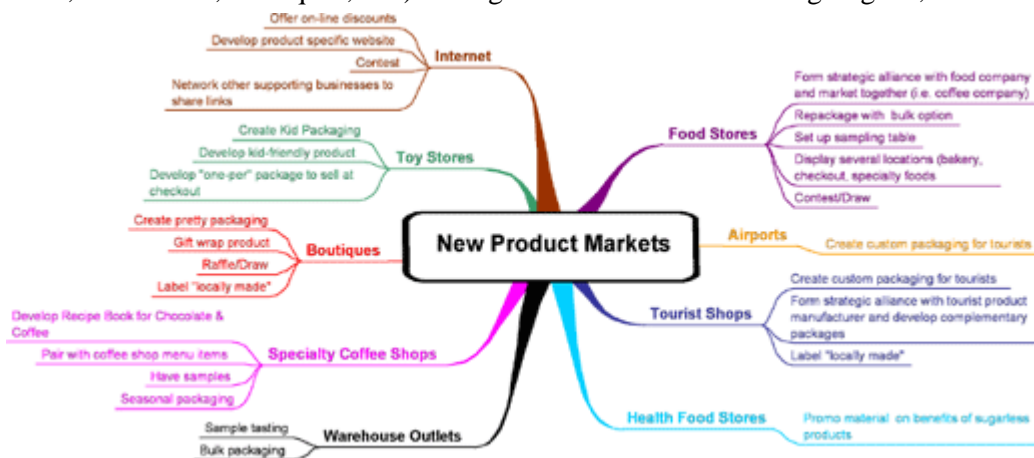 Offer on-line discounts
Develop product specific website
Contest
Network other supporting businesses to
share links
Internet
Create Kid Packaging
Develop kid-friendly product
Develop "one-per" package to sell at
checkout
Toy Stores
Create pretty packaging
Gift wrap product
Raffle/Draw
Label "locally made"
Boutiques
Develop Recipe Book for Chocolate &
Coffee
Pair with coffee shop menu items
Have samples
Seasonal packaging
Specialty Coffee Shops
Sample tasting
Bulk packaging
Warehouse Outlets
New Product Markets
Food Stores
Form strategic alliance with food company
and market together (i.e. coffee company)
Repackage with bulk option
Set up sampling table
Display several locations (bakery,
checkout, specialty foods
Contest/Draw
Airports
Create custom packaging for tourists
Tourist Shops
Create custom packaging for tourists
Form strategic alliance with tourist product
manufacturer and develop complementary
packages
Label "locally made"
Health Food Stores
Promo material on benefits of sugarless
products